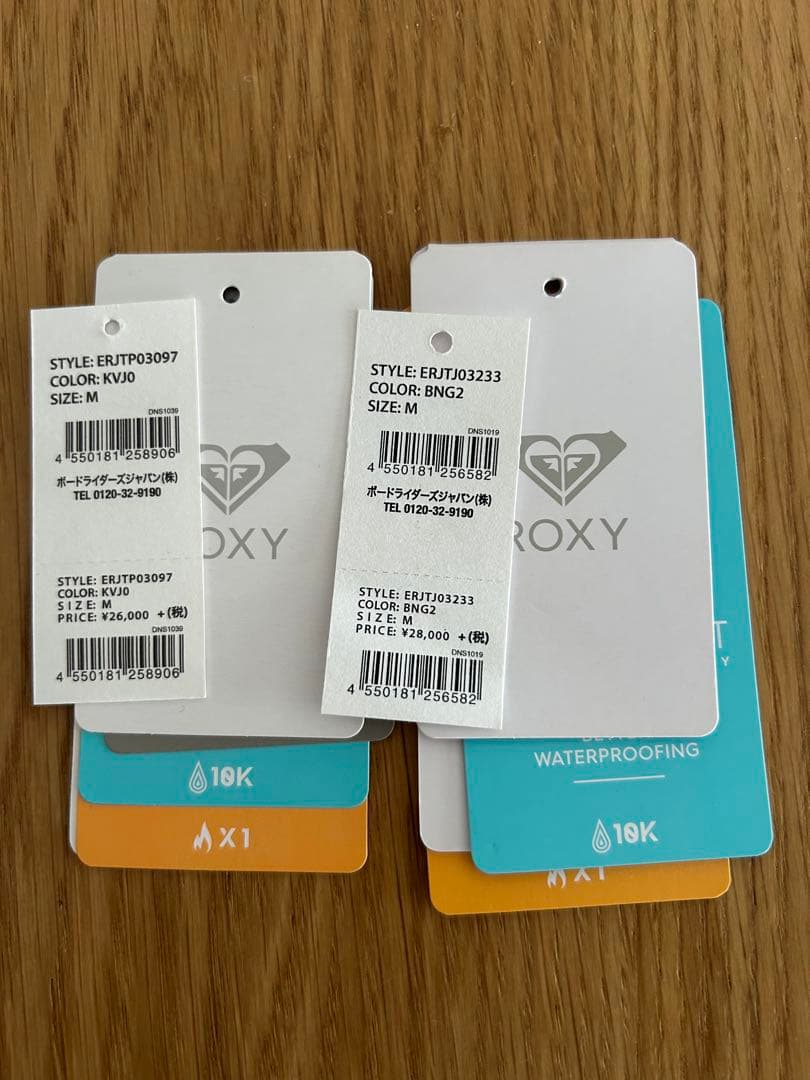 STYLE: ERJTP03097
COLOR: KVJ0
SIZE: M
DNS1039
4 550181 258906
ボードライダーズジャパン(株)
TEL 0120-32-9190
STYLE: ERJTP03097
COLOR: KVJ0
SIZE: M
PRICE: ¥26,000 +(税)
DNS1039
4 550181 258906
OXY
10K
X1
STYLE: ERJTJ03233
COLOR: BNG2
SIZE: M
DNS1019
4 550181 256582
ボードライダーズジャパン(株)
TEL 0120-32-9190
STYLE: ERJTJ03233
COLOR: BNG2
SIZE: M
PRICE: ¥28,000 +(税)
DNS1019
4 550181 256582
ROXY
T
Y
WATERPROOFING
10K
X1